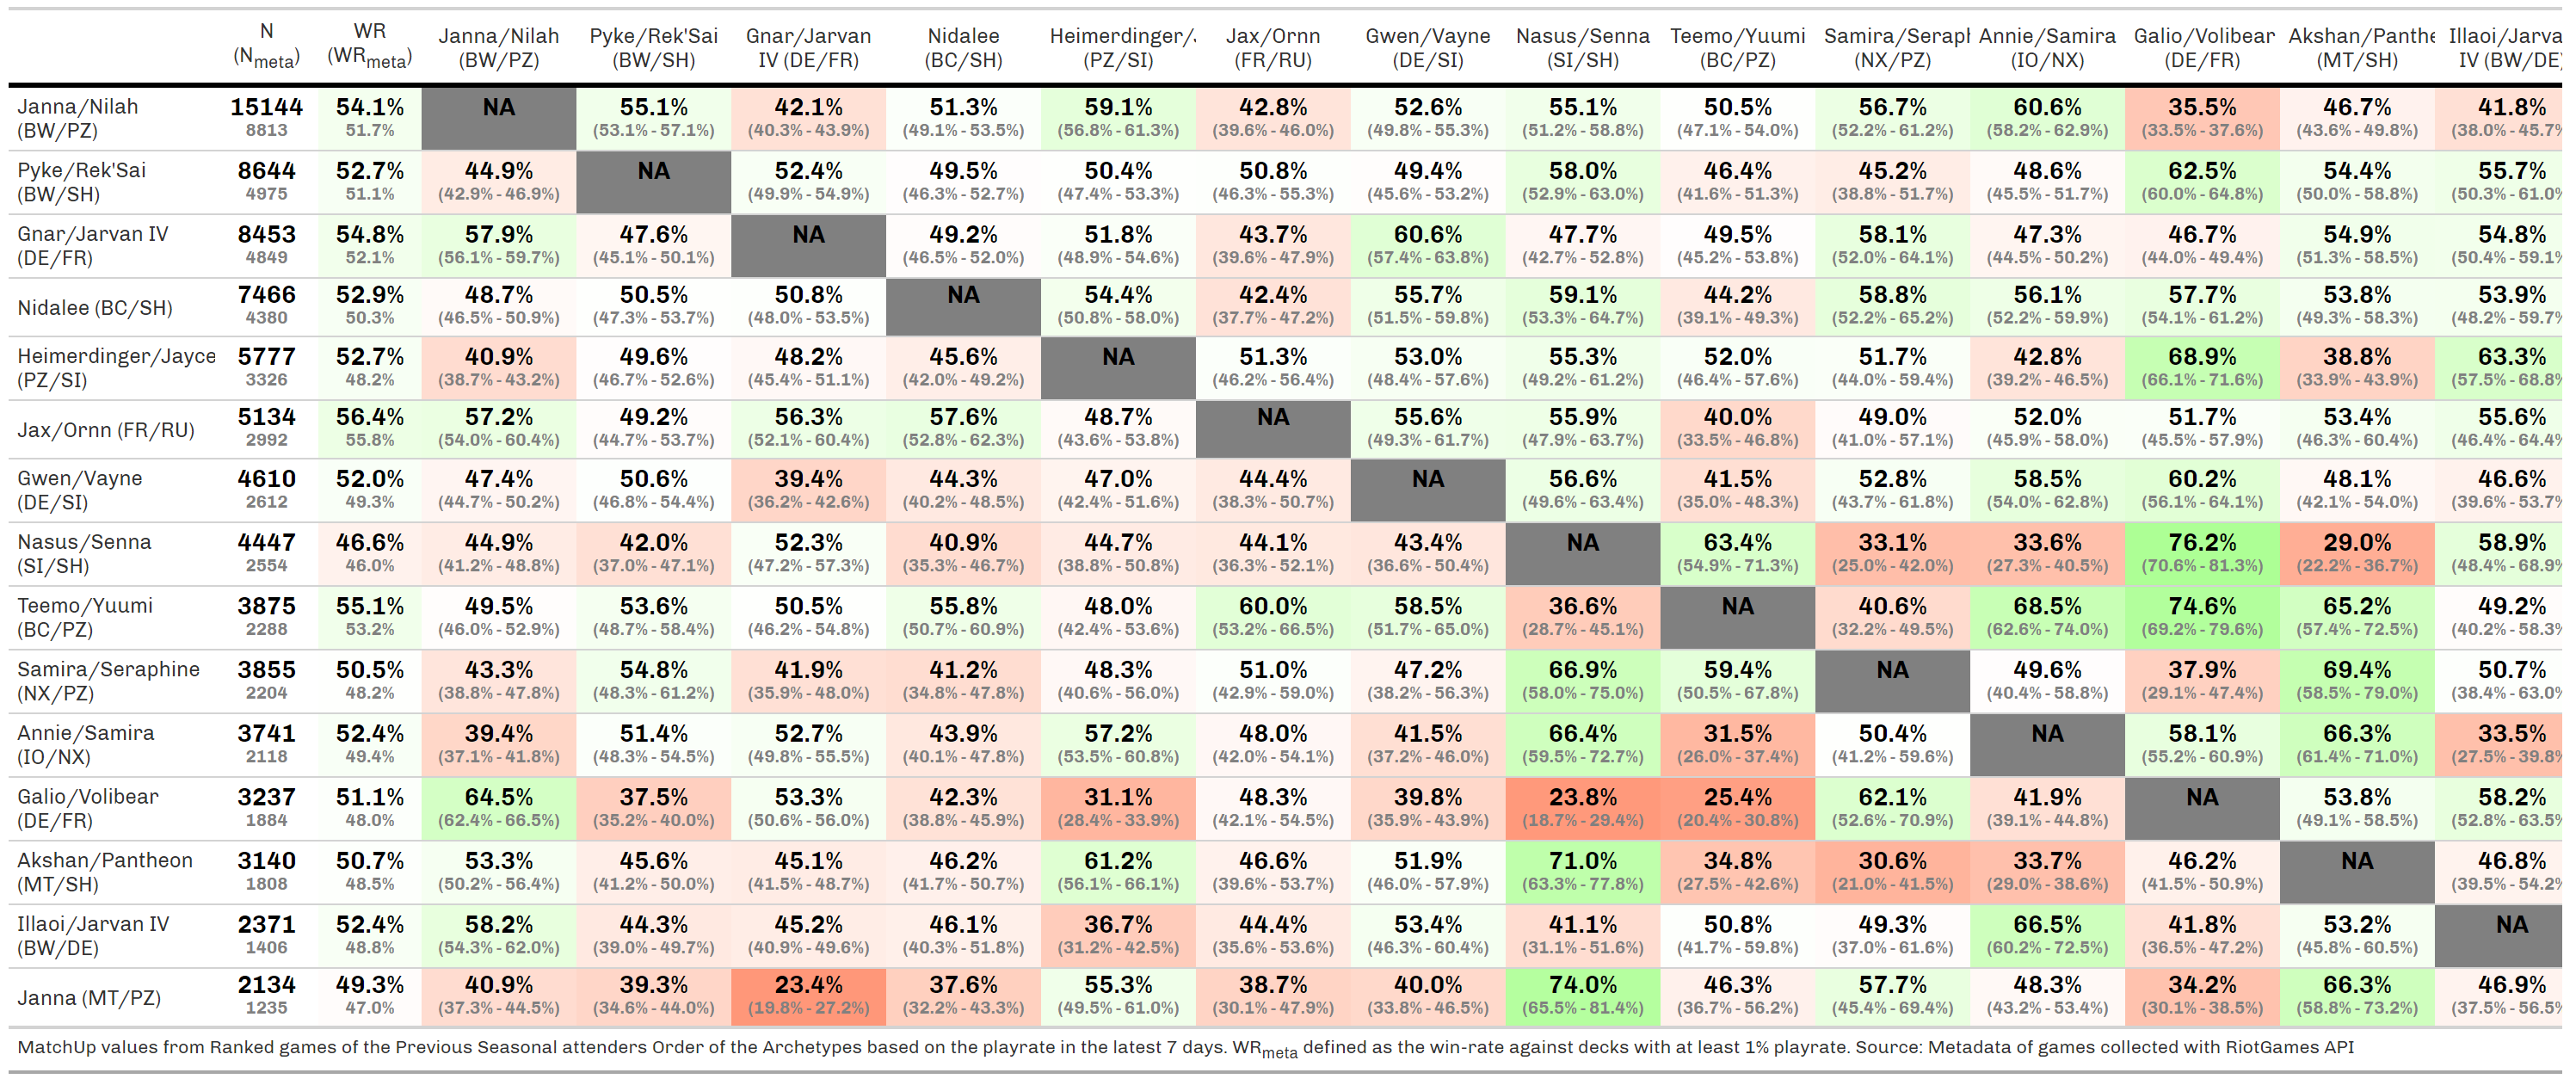 N WR Janna/Nilah Pyke/Rek'Sai Gnar/Jarvan Nidalee Heimerdinger/ Jax/Ornn Gwen/Vayne Nasus/Senna Teemo/Yuumi Samira/Seraph Annie/Samira Galio/Volibear Akshan/Panthe Illaoi/Jarva
(Nmeta) (WRmeta) (BW/PZ) (BW/SH) IV (DE/FR) (BC/SH) (PZ/SI) (FR/RU) (DE/SI) (SI/SH) (BC/PZ) (NX/PZ) (IO/NX) (DE/FR) (MT/SH) IV (BW/DE)
Janna/Nilah 15144 54.1% NA 55.1% 42.1% 51.3% 59.1% 42.8% 52.6% 55.1% 50.5% 56.7% 60.6% 35.5% 46.7% 41.8%
(BW/PZ) 8813 51.7% (53.1% - 57.1%) (40.3% - 43.9%) (49.1% - 53.5%) (56.8% - 61.3%) (39.6% - 46.0%) (49.8% - 55.3%) (51.2% - 58.8%) (47.1% - 54.0%) (52.2% - 61.2%) (58.2% - 62.9%) (33.5% - 37.6%) (43.6% - 49.8%) (38.0% - 45.7%
Pyke/Rek'Sai 8644 52.7% 44.9% NA 52.4% 49.5% 50.4% 50.8% 49.4% 58.0% 46.4% 45.2% 48.6% 62.5% 54.4% 55.7%
(BW/SH) 4975 51.1% (42.9% - 46.9%) (49.9% - 54.9%) (46.3% - 52.7%) (47.4% - 53.3%) (46.3% - 55.3%) (45.6% - 53.2%) (52.9% - 63.0%) (41.6% - 51.3%) (38.8% - 51.7%) (45.5% - 51.7%) (60.0% - 64.8%) (50.0% - 58.8%) (50.3% - 61.0%
Gnar/Jarvan IV 8453 54.8% 57.9% 47.6% NA 49.2% 51.8% 43.7% 60.6% 47.7% 49.5% 58.1% 47.3% 46.7% 54.9% 54.8%
(DE/FR) 4849 52.1% (56.1% - 59.7%) (45.1% - 50.1%) (46.5% - 52.0%) (48.9% - 54.6%) (39.6% - 47.9%) (57.4% - 63.8%) (42.7% - 52.8%) (45.2% - 53.8%) (52.0% - 64.1%) (44.5% - 50.2%) (44.0% - 49.4%) (51.3% - 58.5%) (50.4% - 59.1%
Nidalee (BC/SH) 7466 52.9% 48.7% 50.5% 50.8% NA 54.4% 42.4% 55.7% 59.1% 44.2% 58.8% 56.1% 57.7% 53.8% 53.9%
4380 50.3% (46.5% - 50.9%) (47.3% - 53.7%) (48.0% - 53.5%) (50.8% - 58.0%) (37.7% - 47.2%) (51.5% - 59.8%) (53.3% - 64.7%) (39.1% - 49.3%) (52.2% - 65.2%) (52.2% - 59.9%) (54.1% - 61.2%) (49.3% - 58.3%) (48.2% - 59.7%
Heimerdinger/Jayce 5777 52.7% 40.9% 49.6% 48.2% 45.6% NA 51.3% 53.0% 55.3% 52.0% 51.7% 42.8% 68.9% 38.8% 63.3%
(PZ/SI) 3326 48.2% (38.7% - 43.2%) (46.7% - 52.6%) (45.4% - 51.1%) (42.0% - 49.2%) (46.2% - 56.4%) (48.4% - 57.6%) (49.2% - 61.2%) (46.4% - 57.6%) (44.0% - 59.4%) (39.2% - 46.5%) (66.1% - 71.6%) (33.9% - 43.9%) (57.5% - 68.8%
Jax/Ornn (FR/RU) 5134 56.4% 57.2% 49.2% 56.3% 57.6% 48.7% NA 55.6% 55.9% 40.0% 49.0% 52.0% 51.7% 53.4% 55.6%
2992 55.8% (54.0% - 60.4%) (44.7% - 53.7%) (52.1% - 60.4%) (52.8% - 62.3%) (43.6% - 53.8%) (49.3% - 61.7%) (47.9% - 63.7%) (33.5% - 46.8%) (41.0% - 57.1%) (45.9% - 58.0%) (45.5% - 57.9%) (46.3% - 60.4%) (46.4% - 64.4%
Gwen/Vayne 4610 52.0% 47.4% 50.6% 39.4% 44.3% 47.0% 44.4% NA 56.6% 41.5% 52.8% 58.5% 60.2% 48.1% 46.6%
(DE/SI) 2612 49.3% (44.7% - 50.2%) (46.8% - 54.4%) (36.2% - 42.6%) (40.2% - 48.5%) (42.4% - 51.6%) (38.3% - 50.7%) (49.6% - 63.4%) (35.0% - 48.3%) (43.7% - 61.8%) (54.0% - 62.8%) (56.1% - 64.1%) (42.1% - 54.0%) (39.6% - 53.7%
Nasus/Senna 4447 46.6% 44.9% 42.0% 52.3% 40.9% 44.7% 44.1% 43.4% NA 63.4% 33.1% 33.6% 76.2% 29.0% 58.9%
(SI/SH) 2554 46.0% (41.2% - 48.8%) (37.0% - 47.1%) (47.2% - 57.3%) (35.3% - 46.7%) (38.8% - 50.8%) (36.3% - 52.1%) (36.6% - 50.4%) (54.9% - 71.3%) (25.0% - 42.0%) (27.3% - 40.5%) (70.6% - 81.3%) (22.2% - 36.7%) (48.4% - 68.9%
Teemo/Yuumi 3875 55.1% 49.5% 53.6% 50.5% 55.8% 48.0% 60.0% 58.5% 36.6% NA 40.6% 68.5% 74.6% 65.2% 49.2%
(BC/PZ) 2288 53.2% (46.0% - 52.9%) (48.7% - 58.4%) (46.2% - 54.8%) (50.7% - 60.9%) (42.4% - 53.6%) (53.2% - 66.5%) (51.7% - 65.0%) (28.7% - 45.1%) (32.2% - 49.5%) (62.6% - 74.0%) (69.2% - 79.6%) (57.4% - 72.5%) (40.2% - 58.3%
Samira/Seraphine 3855 50.5% 43.3% 54.8% 41.9% 41.2% 48.3% 51.0% 47.2% 66.9% 59.4% NA 49.6% 37.9% 69.4% 50.7%
(NX/PZ) 2204 48.2% (38.8% - 47.8%) (48.3% - 61.2%) (35.9% - 48.0%) (34.8% - 47.8%) (40.6% - 56.0%) (42.9% - 59.0%) (38.2% - 56.3%) (58.0% - 75.0%) (50.5% - 67.8%) (40.4% - 58.8%) (29.1% - 47.4%) (58.5% - 79.0%) (38.4% - 63.0%
Annie/Samira 3741 52.4% 39.4% 51.4% 52.7% 43.9% 57.2% 48.0% 41.5% 66.4% 31.5% 50.4% NA 58.1% 66.3% 33.5%
(IO/NX) 2118 49.4% (37.1% - 41.8%) (48.3% - 54.5%) (49.8% - 55.5%) (40.1% - 47.8%) (53.5% - 60.8%) (42.0% - 54.1%) (37.2% - 46.0%) (59.5% - 72.7%) (26.0% - 37.4%) (41.2% - 59.6%) (55.2% - 60.9%) (61.4% - 71.0%) (27.5% - 39.8%
Galio/Volibear 3237 51.1% 64.5% 37.5% 53.3% 42.3% 31.1% 48.3% 39.8% 23.8% 25.4% 62.1% 41.9% NA 53.8% 58.2%
(DE/FR) 1884 48.0% (62.4% - 66.5%) (35.2% - 40.0%) (50.6% - 56.0%) (38.8% - 45.9%) (28.4% - 33.9%) (42.1% - 54.5%) (35.9% - 43.9%) (18.7% - 29.4%) (20.4% - 30.8%) (52.6% - 70.9%) (39.1% - 44.8%) (49.1% - 58.5%) (52.8% - 63.5%
Akshan/Pantheon 3140 50.7% 53.3% 45.6% 45.1% 46.2% 61.2% 46.6% 51.9% 71.0% 34.8% 30.6% 33.7% 46.2% NA 46.8%
(MT/SH) 1808 48.5% (50.2% - 56.4%) (41.2% - 50.0%) (41.5% - 48.7%) (41.7% - 50.7%) (56.1% - 66.1%) (39.6% - 53.7%) (46.0% - 57.9%) (63.3% - 77.8%) (27.5% - 42.6%) (21.0% - 41.5%) (29.0% - 38.6%) (41.5% - 50.9%) (39.5% - 54.2%
Illaoi/Jarvan IV 2371 52.4% 58.2% 44.3% 45.2% 46.1% 36.7% 44.4% 53.4% 41.1% 50.8% 49.3% 66.5% 41.8% 53.2% NA
(BW/DE) 1406 48.8% (54.3% - 62.0%) (39.0% - 49.7%) (40.9% - 49.6%) (40.3% - 51.8%) (31.2% - 42.5%) (35.6% - 53.6%) (46.3% - 60.4%) (31.1% - 51.6%) (41.7% - 59.8%) (37.0% - 61.6%) (60.2% - 72.5%) (36.5% - 47.2%) (45.8% - 60.5%)
Janna (MT/PZ) 2134 49.3% 40.9% 39.3% 23.4% 37.6% 55.3% 38.7% 40.0% 74.0% 46.3% 57.7% 48.3% 34.2% 66.3% 46.9%
1235 47.0% (37.3% - 44.5%) (34.6% - 44.0%) (19.8% - 27.2%) (32.2% - 43.3%) (49.5% - 61.0%) (30.1% - 47.9%) (33.8% - 46.5%) (65.5% - 81.4%) (36.7% - 56.2%) (45.4% - 69.4%) (43.2% - 53.4%) (30.1% - 38.5%) (58.8% - 73.2%) (37.5% - 56.5%
MatchUp values from Ranked games of the Previous Seasonal attenders Order of the Archetypes based on the playrate in the latest 7 days. WRmeta defined as the win-rate against decks with at least 1% playrate. Source: Metadata of games collected with RiotGames API